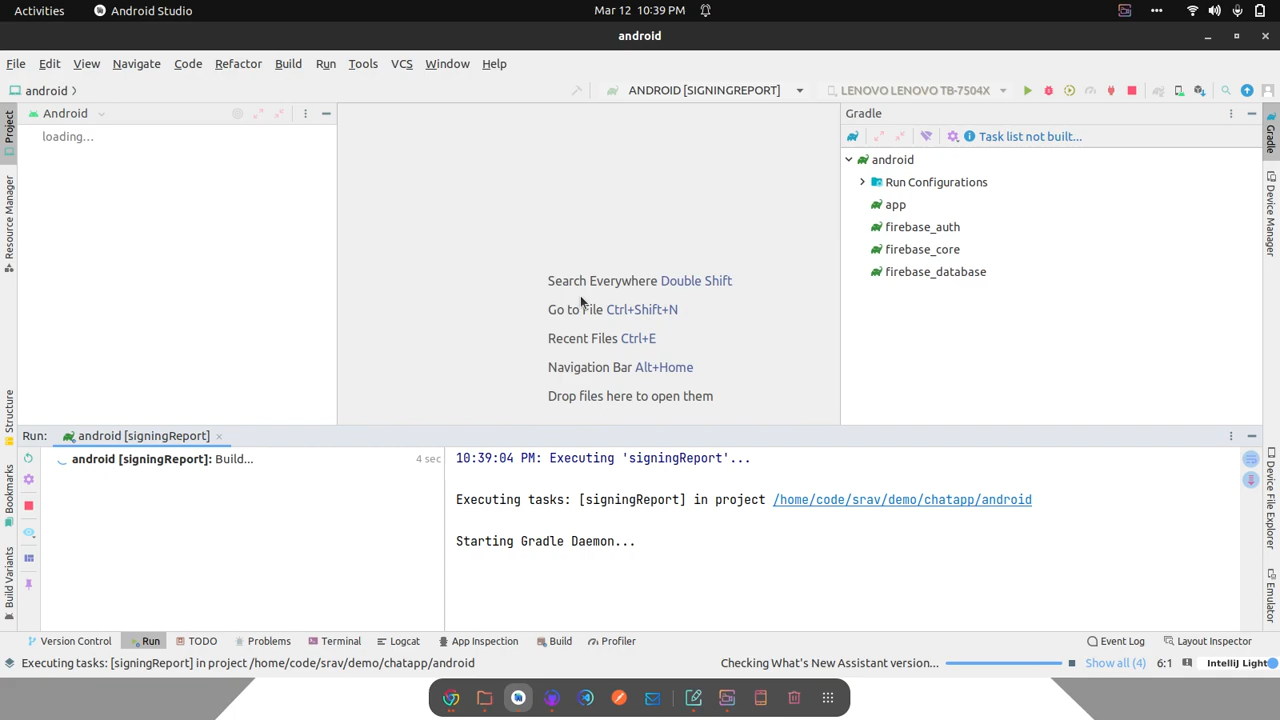 Activities
Android Studio
Mar 12 10:39 PM
android
File Edit View Navigate Code Refactor Build Run Tools VCS Window Help
android
ANDROID [SIGNINGREPORT]
LENOVO LENOVO TB-7504X
Project
Resource Manager
Structure
Bookmarks
Build Variants
Android
loading...
Search Everywhere Double Shift
Go to File Ctrl+Shift+N
Recent Files Ctrl+E
Navigation Bar Alt+Home
Drop files here to open them
Gradle
Task list not built...
android
Run Configurations
app
firebase_auth
firebase_core
firebase_database
Gradle
Device Manager
Device File Explorer
Emulator
Run: android [signingReport]
android [signingReport]: Build... 4 sec
10:39:04 PM: Executing 'signingReport'...
Executing tasks: [signingReport] in project /home/code/srav/demo/chatapp/android
Starting Gradle Daemon...
Version Control Run TODO Problems Terminal Logcat App Inspection Build Profiler Event Log Layout Inspector
Executing tasks: [signingReport] in project /home/code/srav/demo/chatapp/android
Checking What's New Assistant version... Show all (4) 6:1 IntelliJ Light